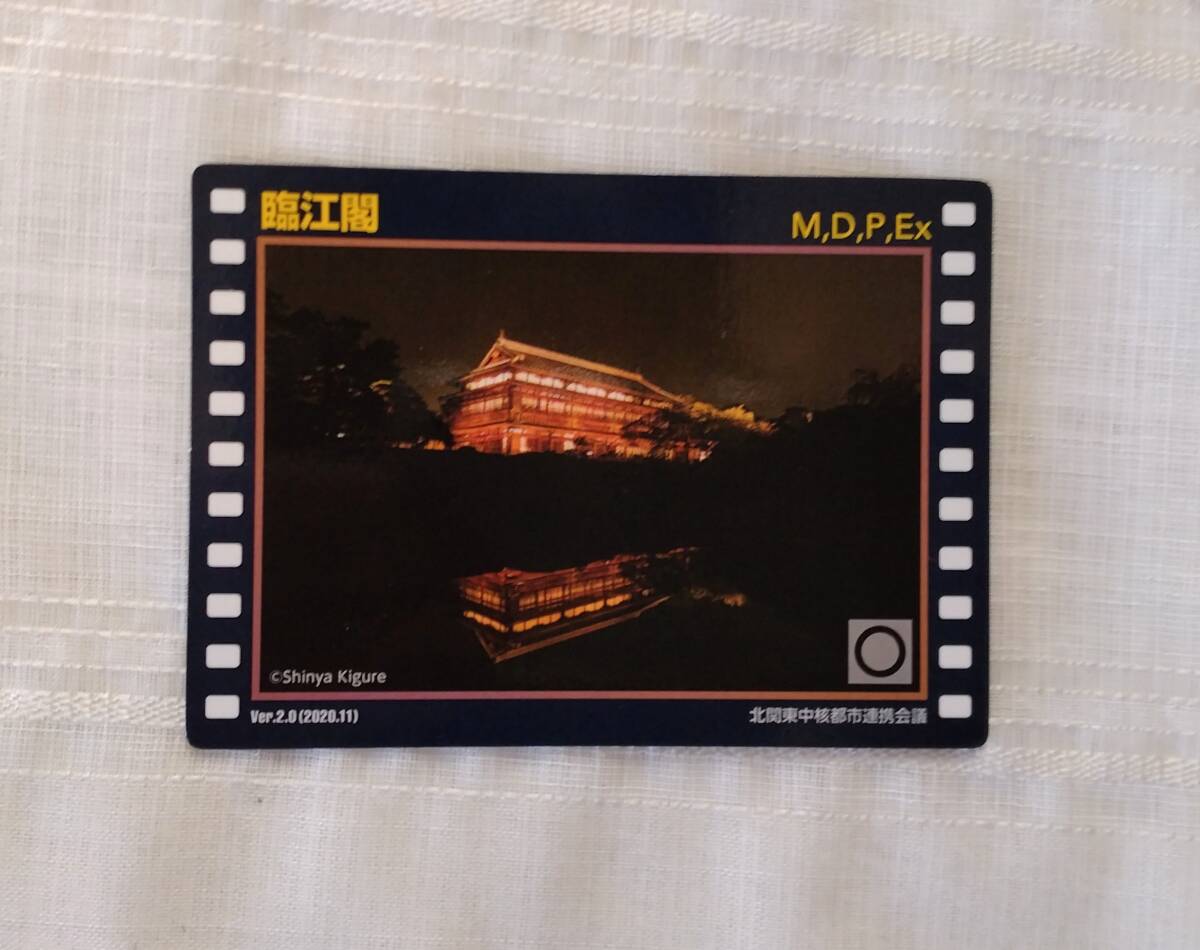 臨江閣
M,D,P,Ex
©Shinya Kigure
Ver.2.0 (2020.11)
北関東中核都市連携会議